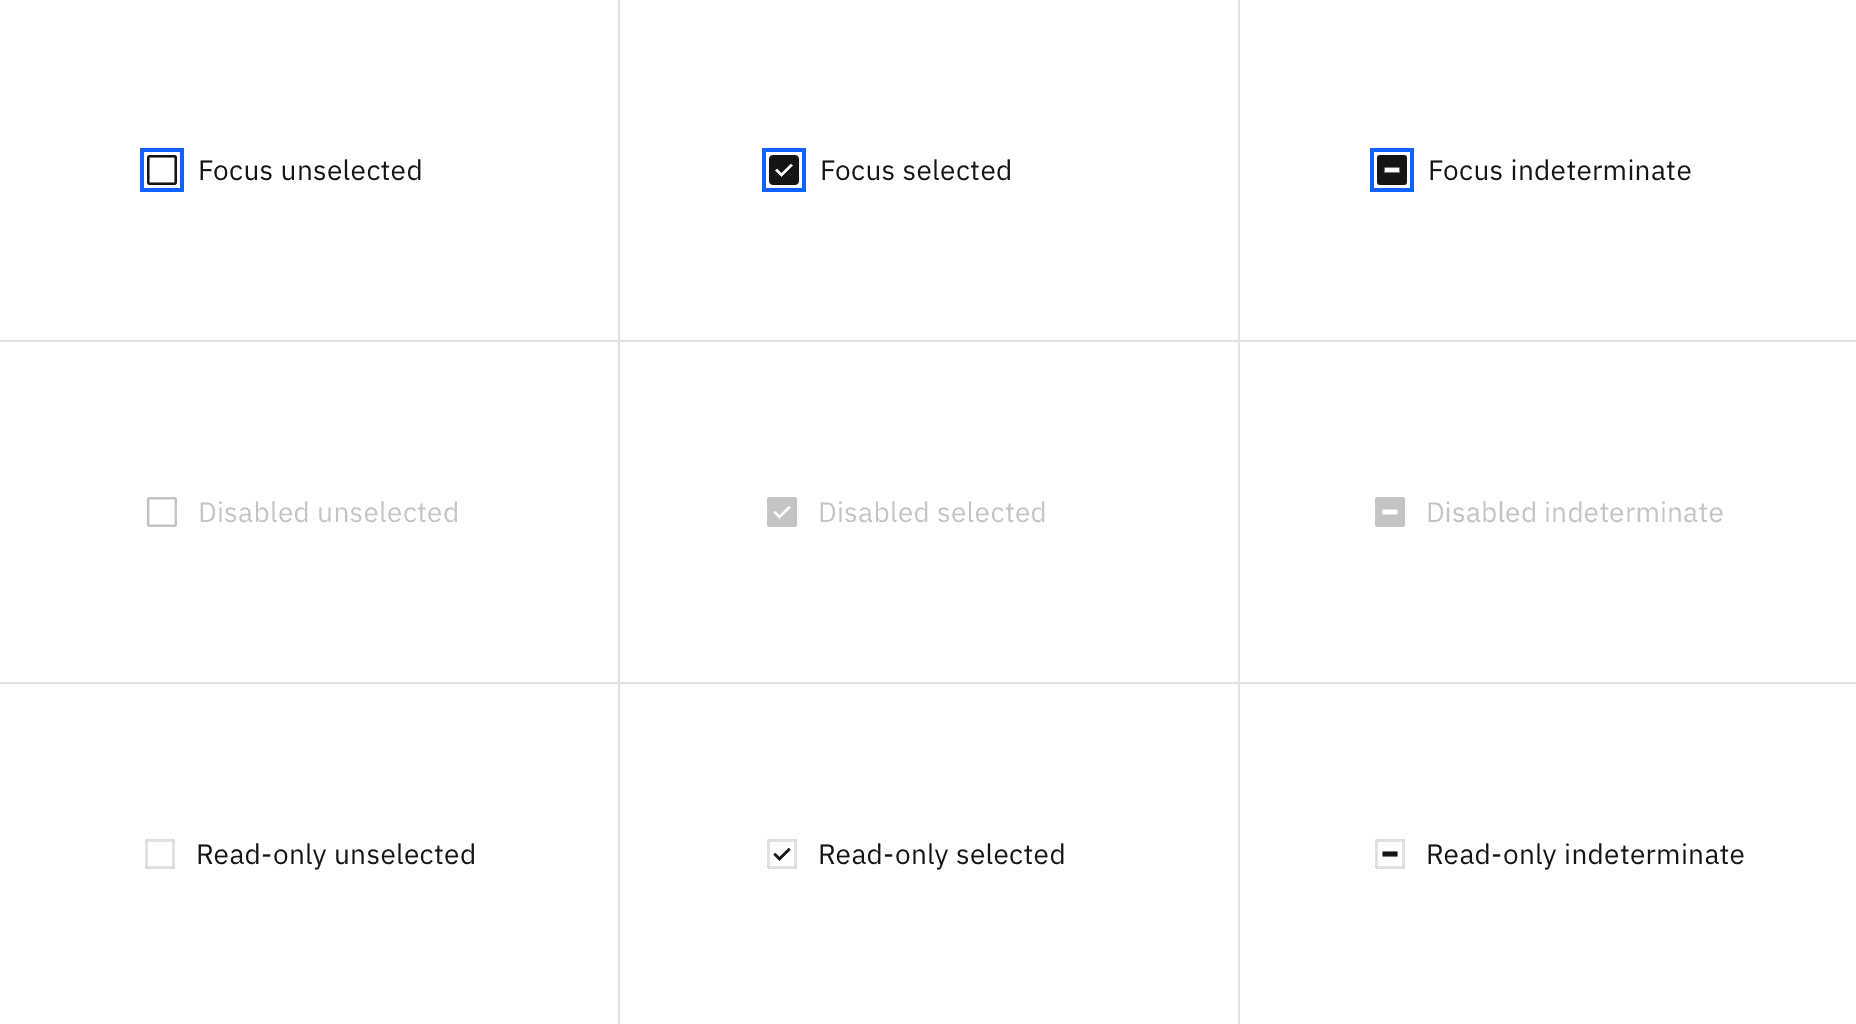 Focus unselected
Focus selected
Focus indeterminate
Disabled unselected
Disabled selected
Disabled indeterminate
Read-only unselected
Read-only selected
Read-only indeterminate